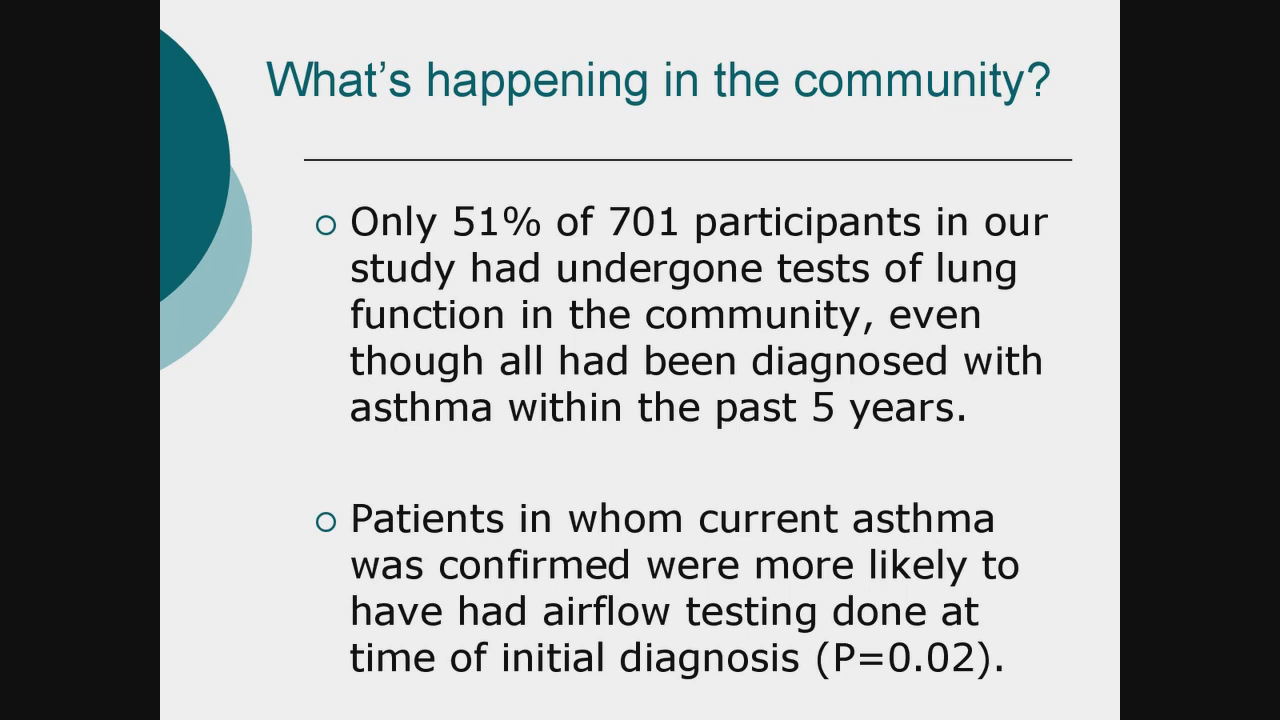 What’s happening in the community?
Only 51% of 701 participants in our
study had undergone tests of lung
function in the community, even
though all had been diagnosed with
asthma within the past 5 years.
Patients in whom current asthma
was confirmed were more likely to
have had airflow testing done at
time of initial diagnosis (P=0.02).